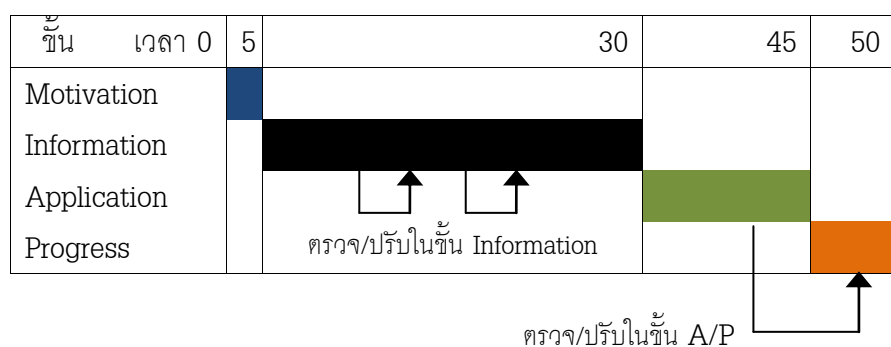 ขั้น เวลา 0 5 30 45 50
Motivation
Information
Application
Progress
ตรวจ/ปรับในขั้น Information
ตรวจ/ปรับในขั้น A/P